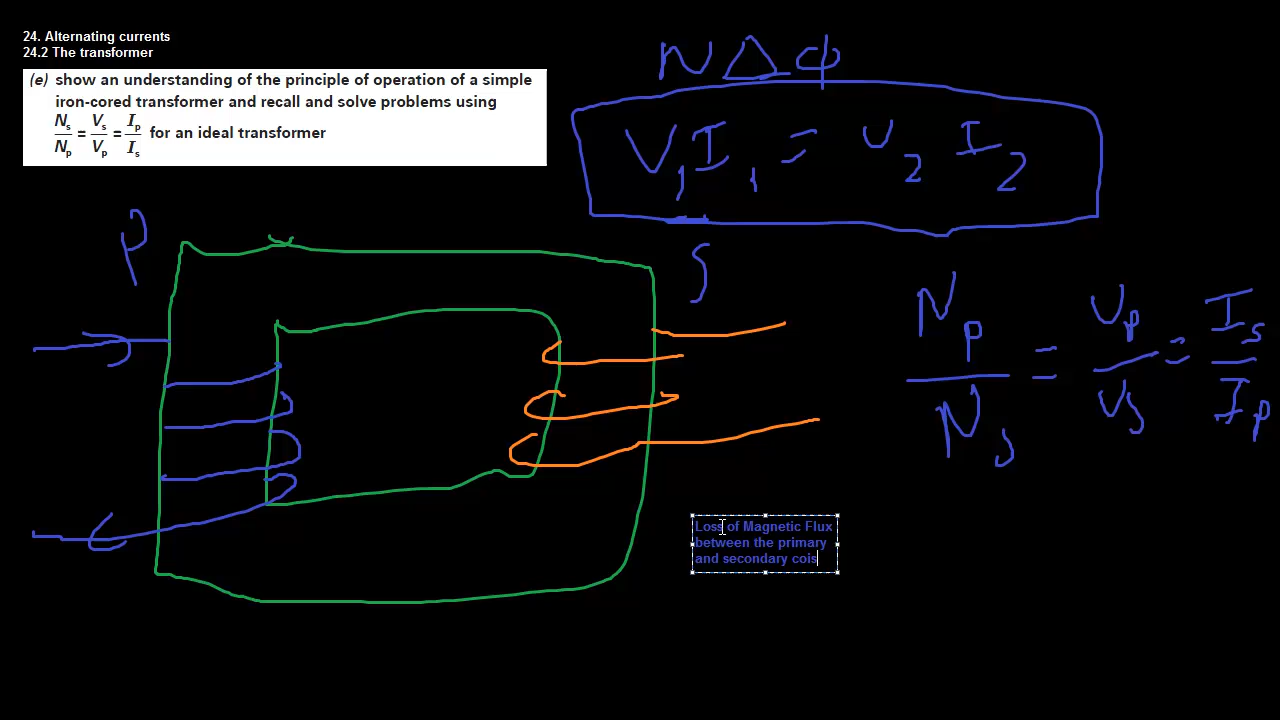 24. Alternating currents
24.2 The transformer
(e) show an understanding of the principle of operation of a simple
iron-cored transformer and recall and solve problems using
Ns/Np = Vs/Vp = Ip/Is for an ideal transformer
NΔφ
V1I1 = V2I2
P
S
Np/Ns = Vp/Vs = Is/Ip
Loss of Magnetic Flux
between the primary
and secondary cois